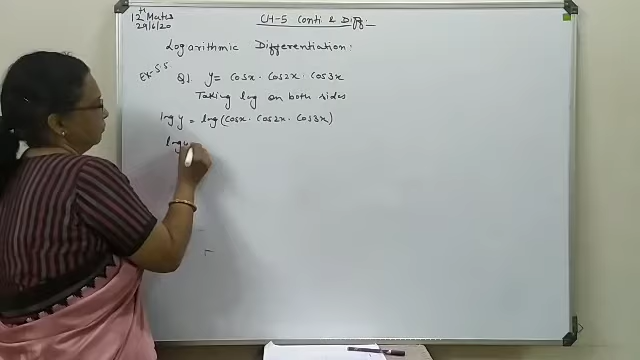 12th Maths
29/6/20
CH-5 Conti & Diff.
Logarithmic Differentiation:
Ex 5.5 Q1. y = cosx · cos2x · cos3x
Taking log on both sides
log y = log (cosx · cos2x · cos3x)
log y